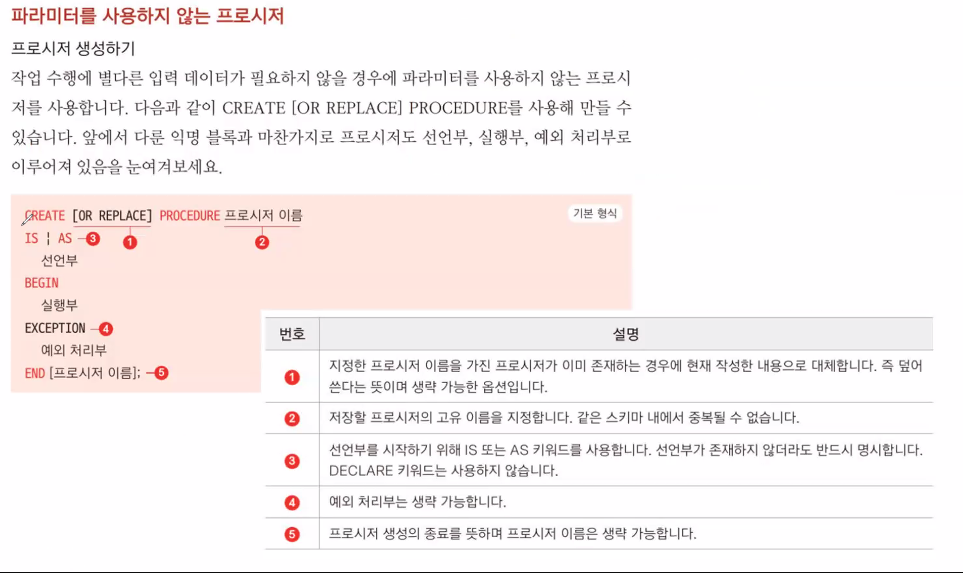 파라미터를 사용하지 않는 프로시저
프로시저 생성하기
작업 수행에 별다른 입력 데이터가 필요하지 않을 경우에 파라미터를 사용하지 않는 프로시
저를 사용합니다. 다음과 같이 CREATE [OR REPLACE] PROCEDURE를 사용해 만들 수
있습니다. 앞에서 다룬 익명 블록과 마찬가지로 프로시저도 선언부, 실행부, 예외 처리부로
이루어져 있음을 눈여겨보세요.
기본 형식
CREATE [OR REPLACE] PROCEDURE 프로시저 이름
1 2
IS ¦ AS 3
선언부
BEGIN
실행부
EXCEPTION 4
예외 처리부
END [프로시저 이름]; 5
번호 설명
1 지정한 프로시저 이름을 가진 프로시저가 이미 존재하는 경우에 현재 작성한 내용으로 대체합니다. 즉 덮어
쓴다는 뜻이며 생략 가능한 옵션입니다.
2 저장할 프로시저의 고유 이름을 지정합니다. 같은 스키마 내에서 중복될 수 없습니다.
3 선언부를 시작하기 위해 IS 또는 AS 키워드를 사용합니다. 선언부가 존재하지 않더라도 반드시 명시합니다.
DECLARE 키워드는 사용하지 않습니다.
4 예외 처리부는 생략 가능합니다.
5 프로시저 생성의 종료를 뜻하며 프로시저 이름은 생략 가능합니다.